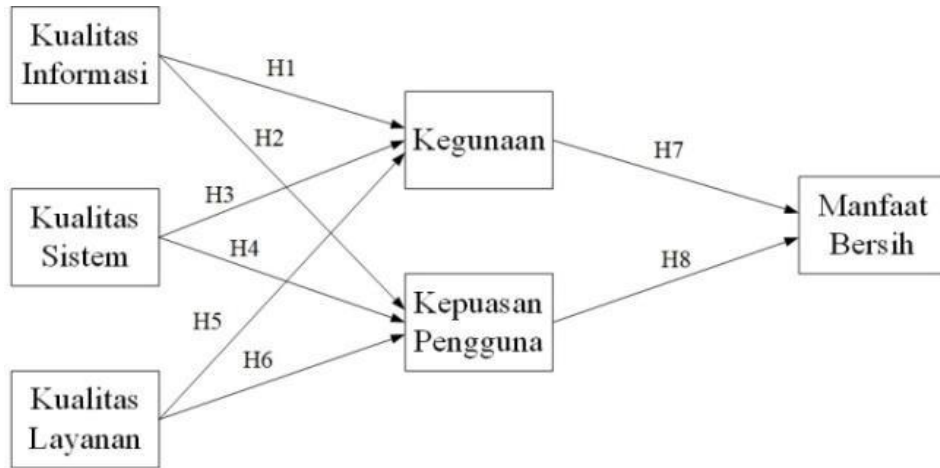 Kualitas
Informasi
H1
H2
Kegunaan
H7
Kualitas
Sistem
H3
H4
Manfaat
Bersih
H8
Kepuasan
Pengguna
H5
H6
Kualitas
Layanan